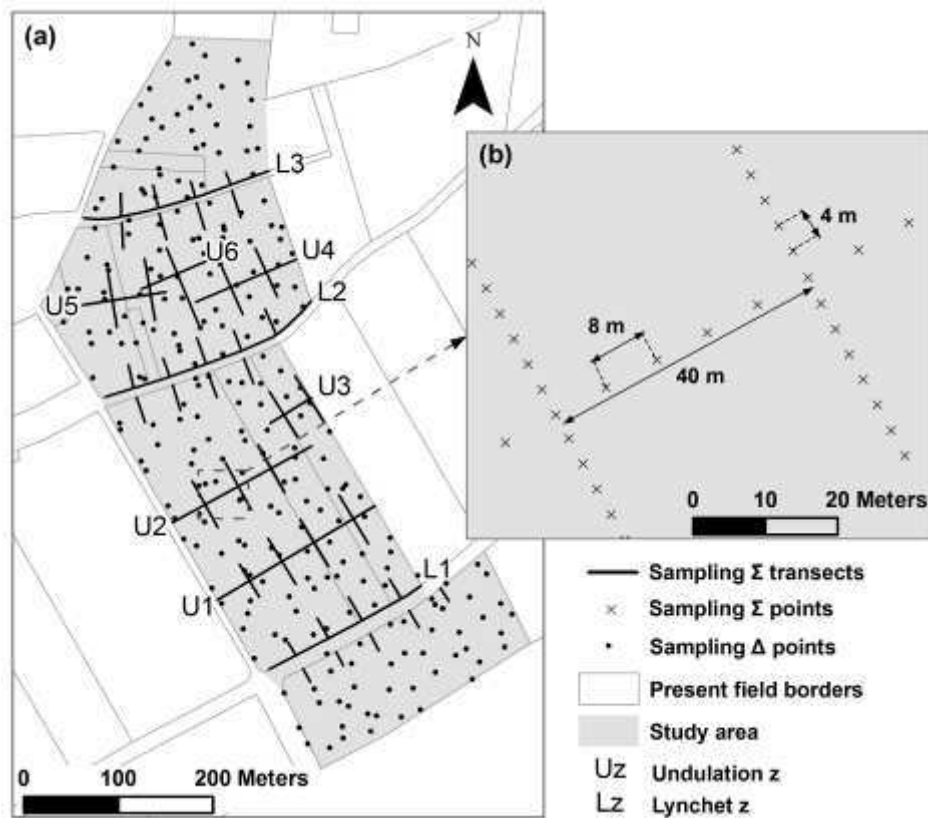 (a)
N
L3
U6
U4
U5
L2
U3
U2
U1
L1
0 100 200 Meters
(b)
4 m
8 m
40 m
0 10 20 Meters
Sampling Σ transects
Sampling Σ points
Sampling Δ points
Present field borders
Study area
Uz Undulation z
Lz Lynchet z